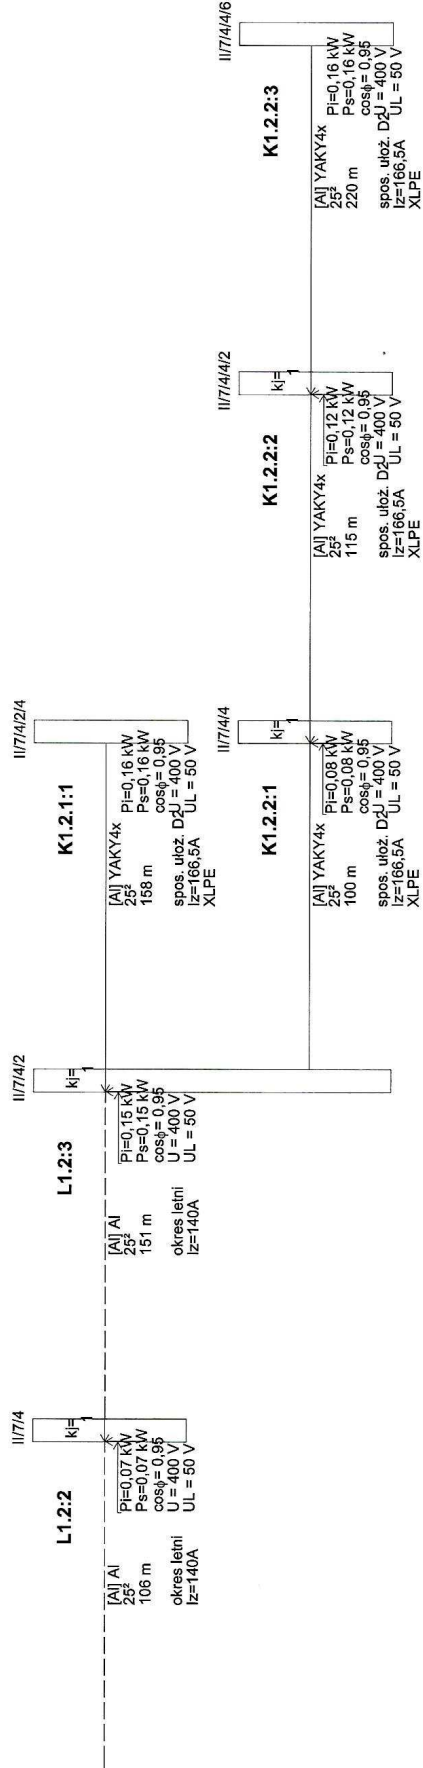 II/7/4
L1.2:2
kj=
1
[Al] Al
25²
106 m
okres letni
Iz=140A
Pi=0,07 kW
Ps=0,07 kW
cosϕ= 0,95
U = 400 V
UL = 50 V
II/7/4/2
L1.2:3
kj=
1
[Al] Al
25²
151 m
okres letni
Iz=140A
Pi=0,15 kW
Ps=0,15 kW
cosϕ= 0,95
U = 400 V
UL = 50 V
II/7/4/2/4
K1.2.1:1
[Al] YAKY4x
25²
158 m
spos. ułoż. D2
Iz=166,5A
XLPE
Pi=0,16 kW
Ps=0,16 kW
cosϕ= 0,95
U = 400 V
UL = 50 V
II/7/4/4
K1.2.2:1
kj=
1
[Al] YAKY4x
25²
100 m
spos. ułoż. D2
Iz=166,5A
XLPE
Pi=0,08 kW
Ps=0,08 kW
cosϕ= 0,95
U = 400 V
UL = 50 V
II/7/4/4/2
K1.2.2:2
kj=
1
[Al] YAKY4x
25²
115 m
spos. ułoż. D2
Iz=166,5A
XLPE
Pi=0,12 kW
Ps=0,12 kW
cosϕ= 0,95
U = 400 V
UL = 50 V
II/7/4/4/6
K1.2.2:3
[Al] YAKY4x
25²
220 m
spos. ułoż. D2
Iz=166,5A
XLPE
Pi=0,16 kW
Ps=0,16 kW
cosϕ= 0,95
U = 400 V
UL = 50 V